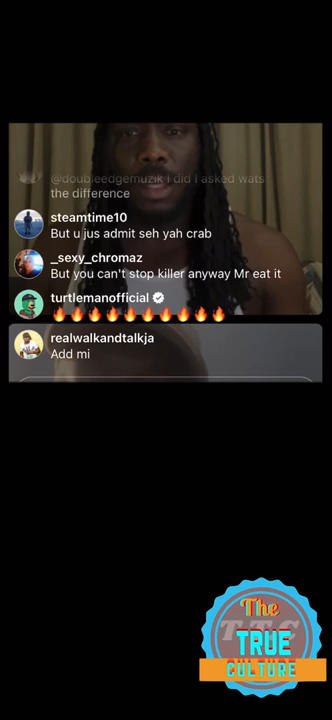 @doubleedgemuzik I did I asked wats
the difference
steamtime10
But u jus admit seh yah crab
_sexy_chromaz
But you can't stop killer anyway Mr eat it
turtlemanofficial
🔥🔥🔥🔥🔥🔥🔥🔥🔥🔥
realwalkandtalkja
Add mi
The
T.T.C
TRUE
CULTURE